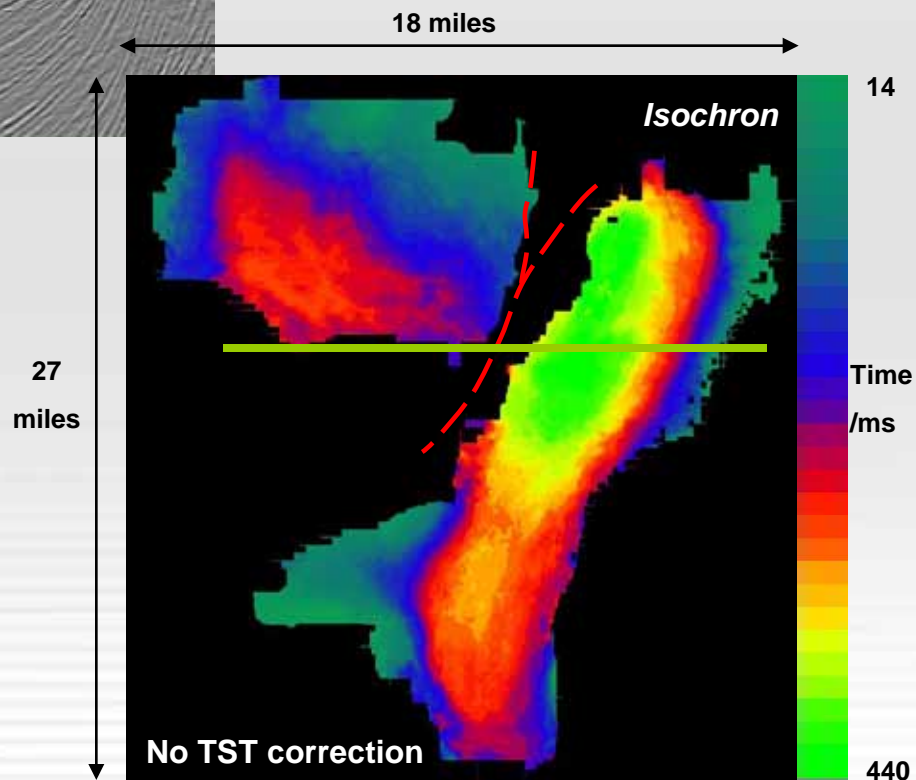 18 miles
Isochron
14
27
miles
Time
/ms
No TST correction
440